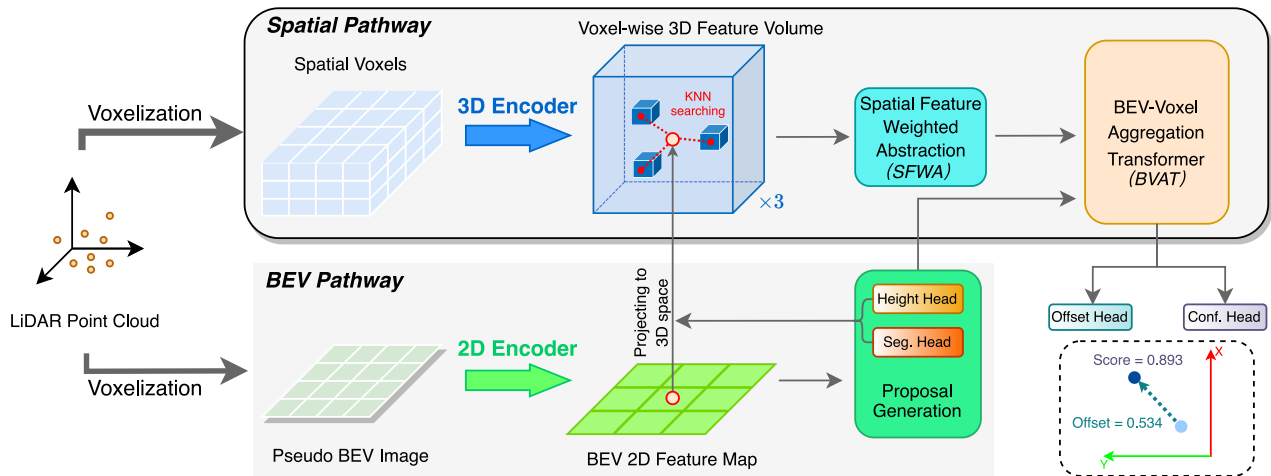 Spatial Pathway
Voxel-wise 3D Feature Volume
Spatial Voxels
Voxelization
3D Encoder
KNN
searching
×3
Spatial Feature
Weighted
Abstraction
(SFWA)
BEV-Voxel
Aggregation
Transformer
(BVAT)
LiDAR Point Cloud
BEV Pathway
Voxelization
2D Encoder
Pseudo BEV Image
Projecting to
3D space
BEV 2D Feature Map
Height Head
Seg. Head
Proposal
Generation
Offset Head
Conf. Head
Score = 0.893
Offset = 0.534
X
Y